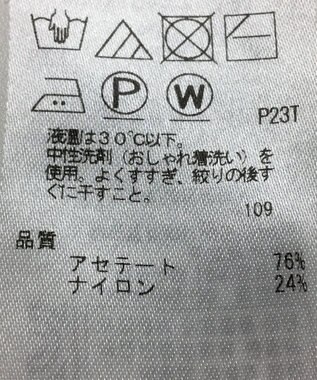 P
W
P23T
液温は30℃以下。
中性洗剤（おしゃれ着洗い）を
使用。よくすすぎ、絞りの後す
ぐに干すこと。
109
品質
アセテート 76%
ナイロン 24%